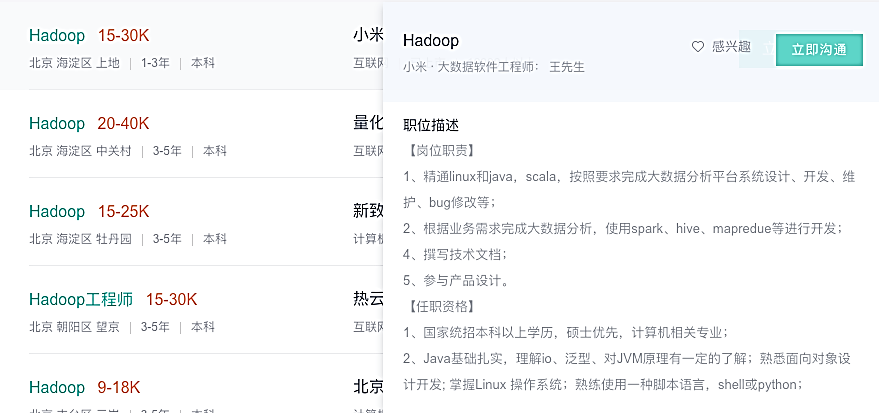 Hadoop 15-30K
北京 海淀区 上地 | 1-3年 | 本科
小米
互联网
Hadoop 20-40K
北京 海淀区 中关村 | 3-5年 | 本科
量化
互联网
Hadoop 15-25K
北京 海淀区 牡丹园 | 3-5年 | 本科
新致
计算机
Hadoop工程师 15-30K
北京 朝阳区 望京 | 3-5年 | 本科
热云
互联网
Hadoop 9-18K
北京
Hadoop
感兴趣
立即沟通
小米 · 大数据软件工程师： 王先生
职位描述
【岗位职责】
1、精通linux和java，scala，按照要求完成大数据分析平台系统设计、开发、维
护、bug修改等；
2、根据业务需求完成大数据分析，使用spark、hive、mapredue等进行开发；
4、撰写技术文档；
5、参与产品设计。
【任职资格】
1、国家统招本科以上学历，硕士优先，计算机相关专业；
2、Java基础扎实，理解io、泛型、对JVM原理有一定的了解；熟悉面向对象设
计开发; 掌握Linux 操作系统；熟练使用一种脚本语言，shell或python；